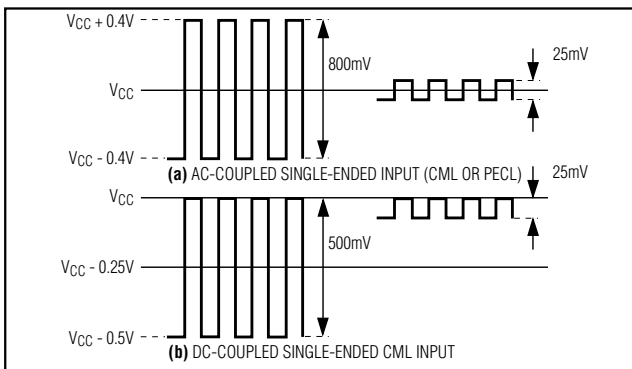 VCC + 0.4V
800mV
25mV
VCC
VCC - 0.4V
(a) AC-COUPLED SINGLE-ENDED INPUT (CML OR PECL)
25mV
VCC
500mV
VCC - 0.25V
VCC - 0.5V
(b) DC-COUPLED SINGLE-ENDED CML INPUT